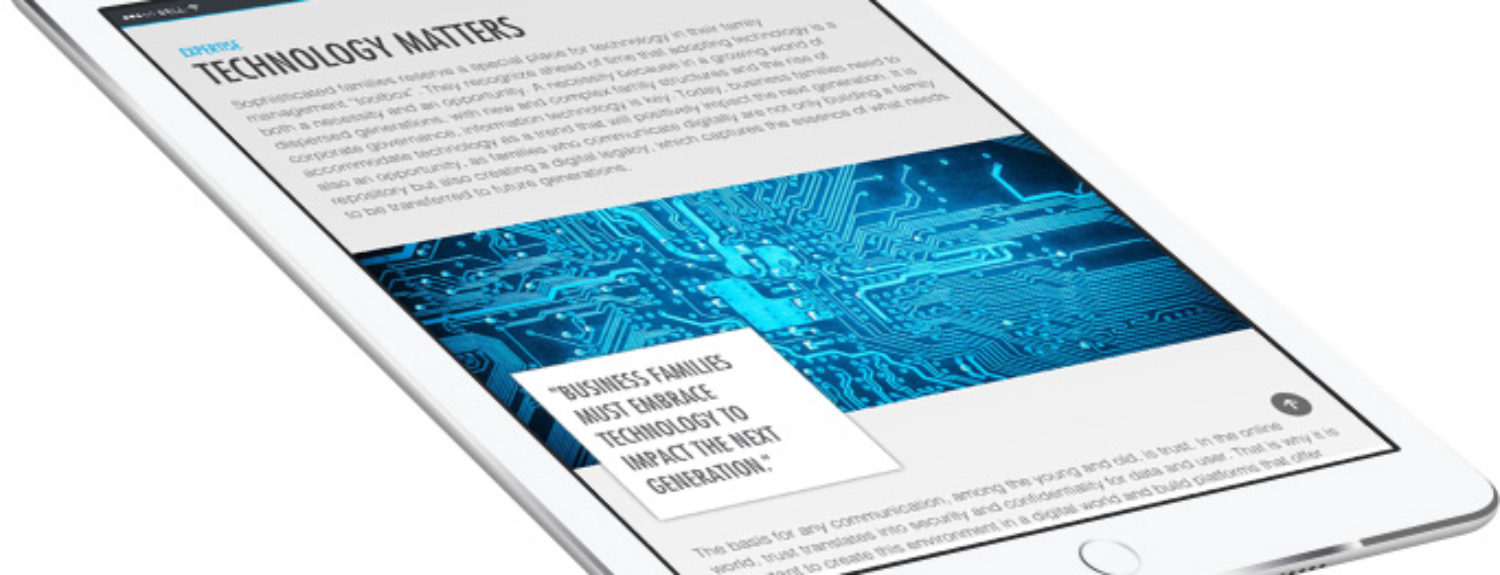 EXPERTISE
TECHNOLOGY MATTERS
Sophisticated families reserve a special place for technology in their family
management "toolbox". They recognize ahead of time that adopting technology is a
both a necessity and an opportunity. A necessity because in a growing world of
dispersed generations, with new and complex family structures and the rise of
corporate governance, information technology is key. Today, business families need to
accommodate technology as a trend that will positively impact the next generation. It is
also an opportunity, as families who communicate digitally are not only building a family
repository but also creating a digital legacy, which captures the essence of what needs
to be transferred to future generations.
"BUSINESS FAMILIES
MUST EMBRACE
TECHNOLOGY TO
IMPACT THE NEXT
GENERATION."
The basis for any communication, among the young and old, is trust. In the online
world, trust translates into security and confidentiality for data and user. That is why it is
to create this environment in a digital world and build platforms that offer